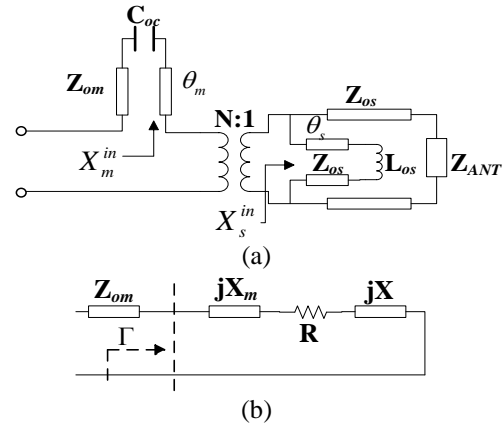 C_oc
Z_om
θ_m
N:1
Z_os
θ_s
Z_os
L_os
Z_ANT
X_m^in
X_s^in
(a)
Z_om
jX_m
jX
Γ
R
(b)